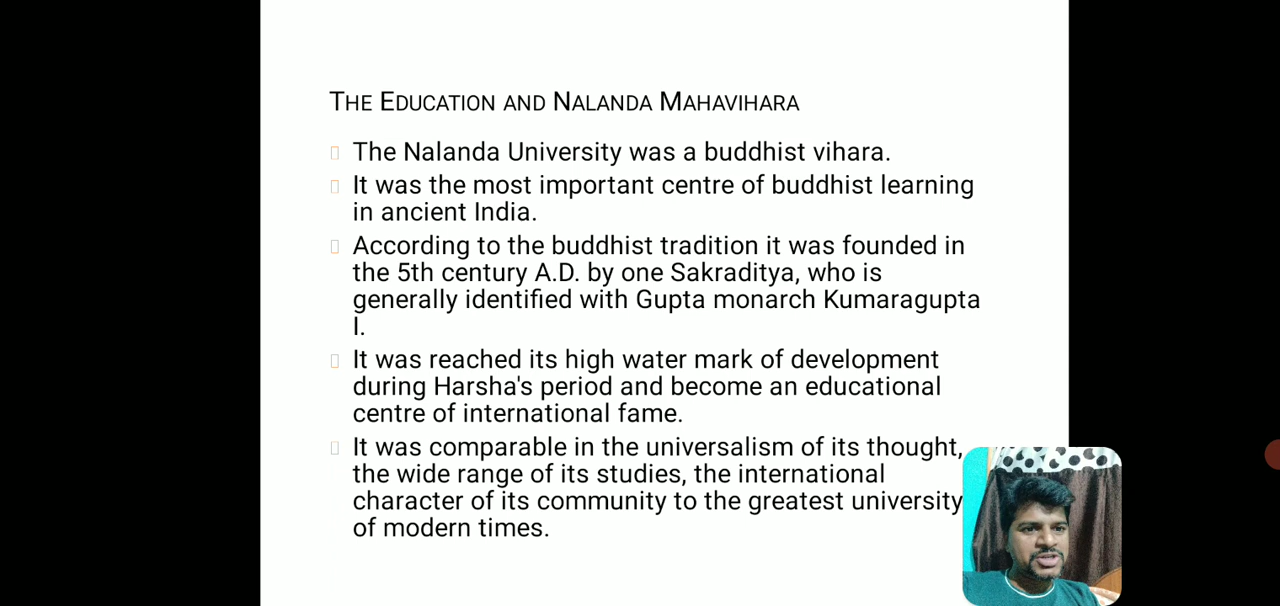 THE EDUCATION AND NALANDA MAHAVIHARA
The Nalanda University was a buddhist vihara.
It was the most important centre of buddhist learning
in ancient India.
According to the buddhist tradition it was founded in
the 5th century A.D. by one Sakraditya, who is
generally identified with Gupta monarch Kumaragupta
I.
It was reached its high water mark of development
during Harsha's period and become an educational
centre of international fame.
It was comparable in the universalism of its thought,
the wide range of its studies, the international
character of its community to the greatest university
of modern times.